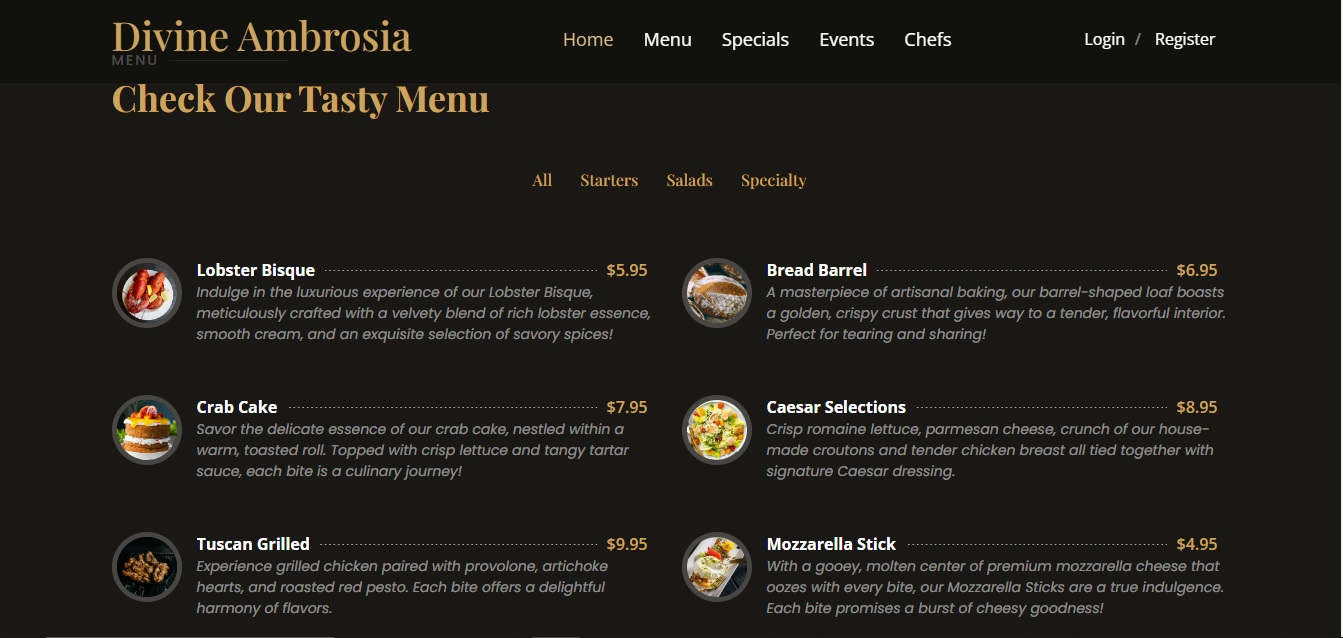 Divine Ambrosia
Home Menu Specials Events Chefs
Login / Register
MENU
Check Our Tasty Menu
All Starters Salads Specialty
Lobster Bisque $5.95
Indulge in the luxurious experience of our Lobster Bisque,
meticulously crafted with a velvety blend of rich lobster essence,
smooth cream, and an exquisite selection of savory spices!
Bread Barrel $6.95
A masterpiece of artisanal baking, our barrel-shaped loaf boasts
a golden, crispy crust that gives way to a tender, flavorful interior.
Perfect for tearing and sharing!
Crab Cake $7.95
Savor the delicate essence of our crab cake, nestled within a
warm, toasted roll. Topped with crisp lettuce and tangy tartar
sauce, each bite is a culinary journey!
Caesar Selections $8.95
Crisp romaine lettuce, parmesan cheese, crunch of our house-
made croutons and tender chicken breast all tied together with
signature Caesar dressing.
Tuscan Grilled $9.95
Experience grilled chicken paired with provolone, artichoke
hearts, and roasted red pesto. Each bite offers a delightful
harmony of flavors.
Mozzarella Stick $4.95
With a gooey, molten center of premium mozzarella cheese that
oozes with every bite, our Mozzarella Sticks are a true indulgence.
Each bite promises a burst of cheesy goodness!